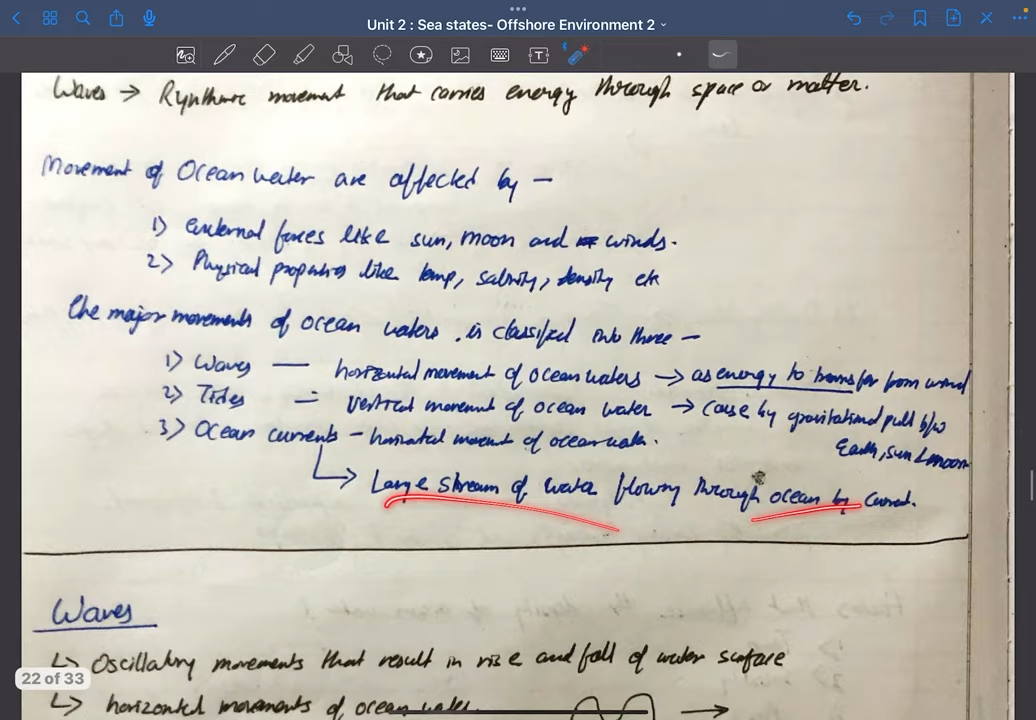 Unit 2 : Sea states- Offshore Environment 2
Waves → Rynthmic movement that carries energy through space or matter.
Movement of Ocean water are affected by —
1) External forces like sun, moon and winds.
2) Physical properties like temp, salinity, density etc
The major movements of ocean waters is classified into three —
1) Waves — horizontal movement of ocean waters → as energy to transfer from wind
2) Tides — vertical movement of ocean water → cause by gravitational pull b/w
Earth, sun & moon
3) Ocean currents - horizontal movement of ocean water.
↳ Large stream of water flowing through ocean by current.
Waves
↳ Oscillatory movements that result in rise and fall of water surface
22 of 33
↳ horizontal movements of ocean water.